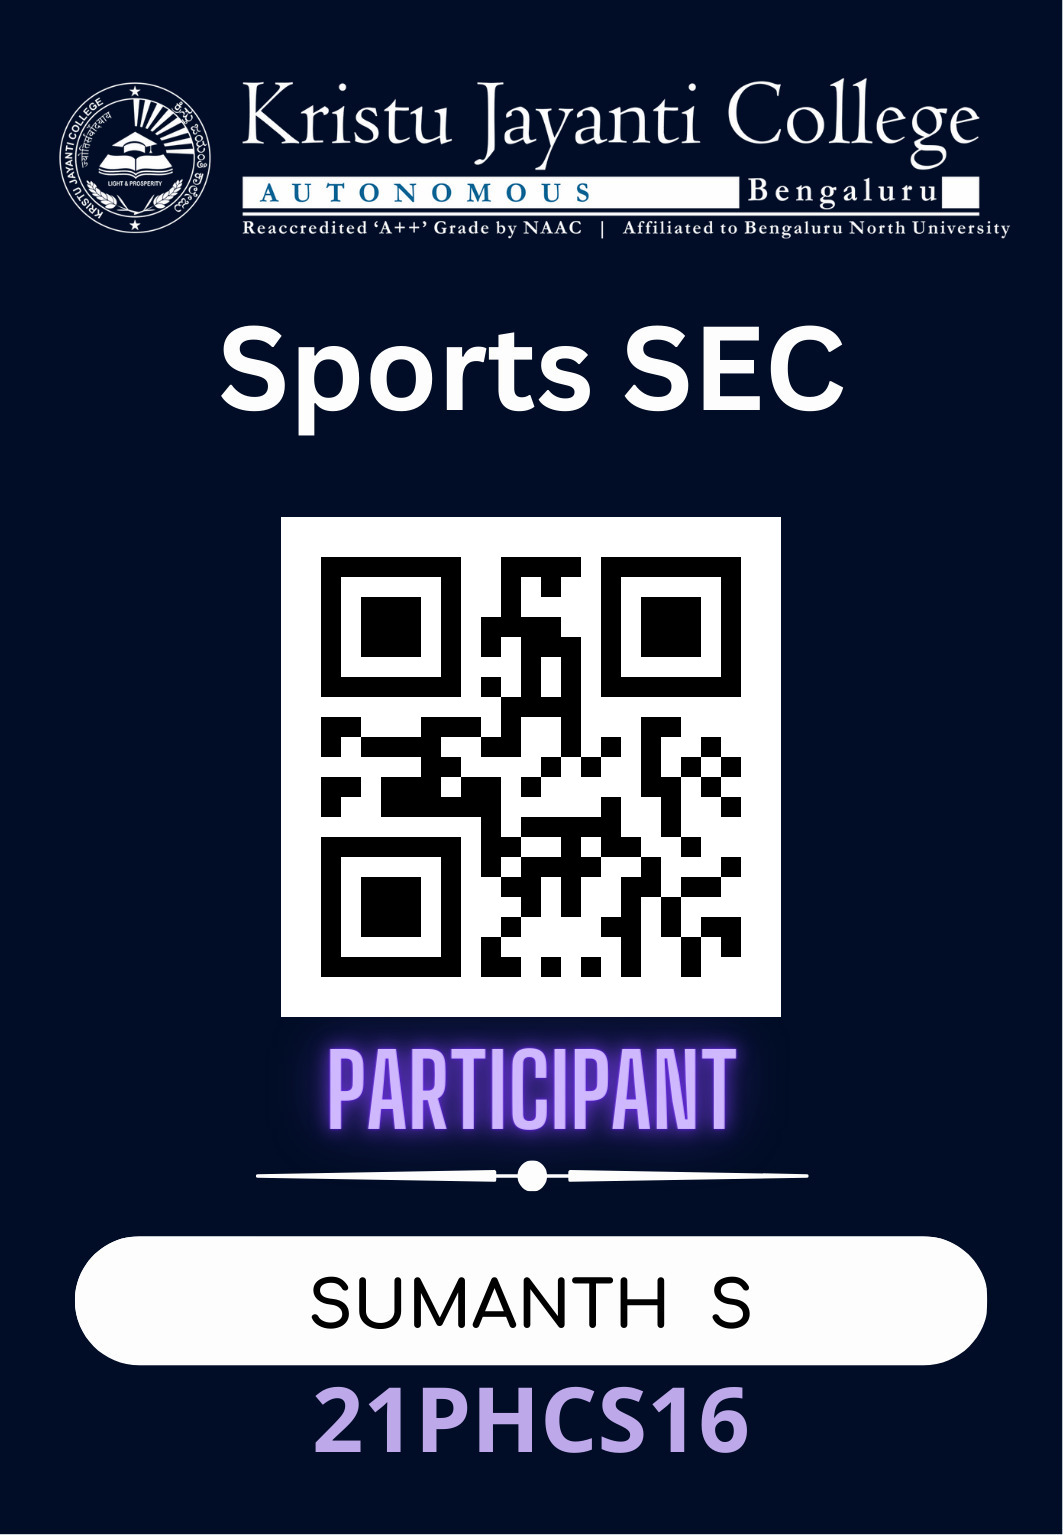 KRISTU JAYANTI COLLEGE
LIGHT & PROSPERITY
Kristu Jayanti College
AUTONOMOUS Bengaluru
Reaccredited ‘A++’ Grade by NAAC | Affiliated to Bengaluru North University
Sports SEC
PARTICIPANT
SUMANTH S
21PHCS16